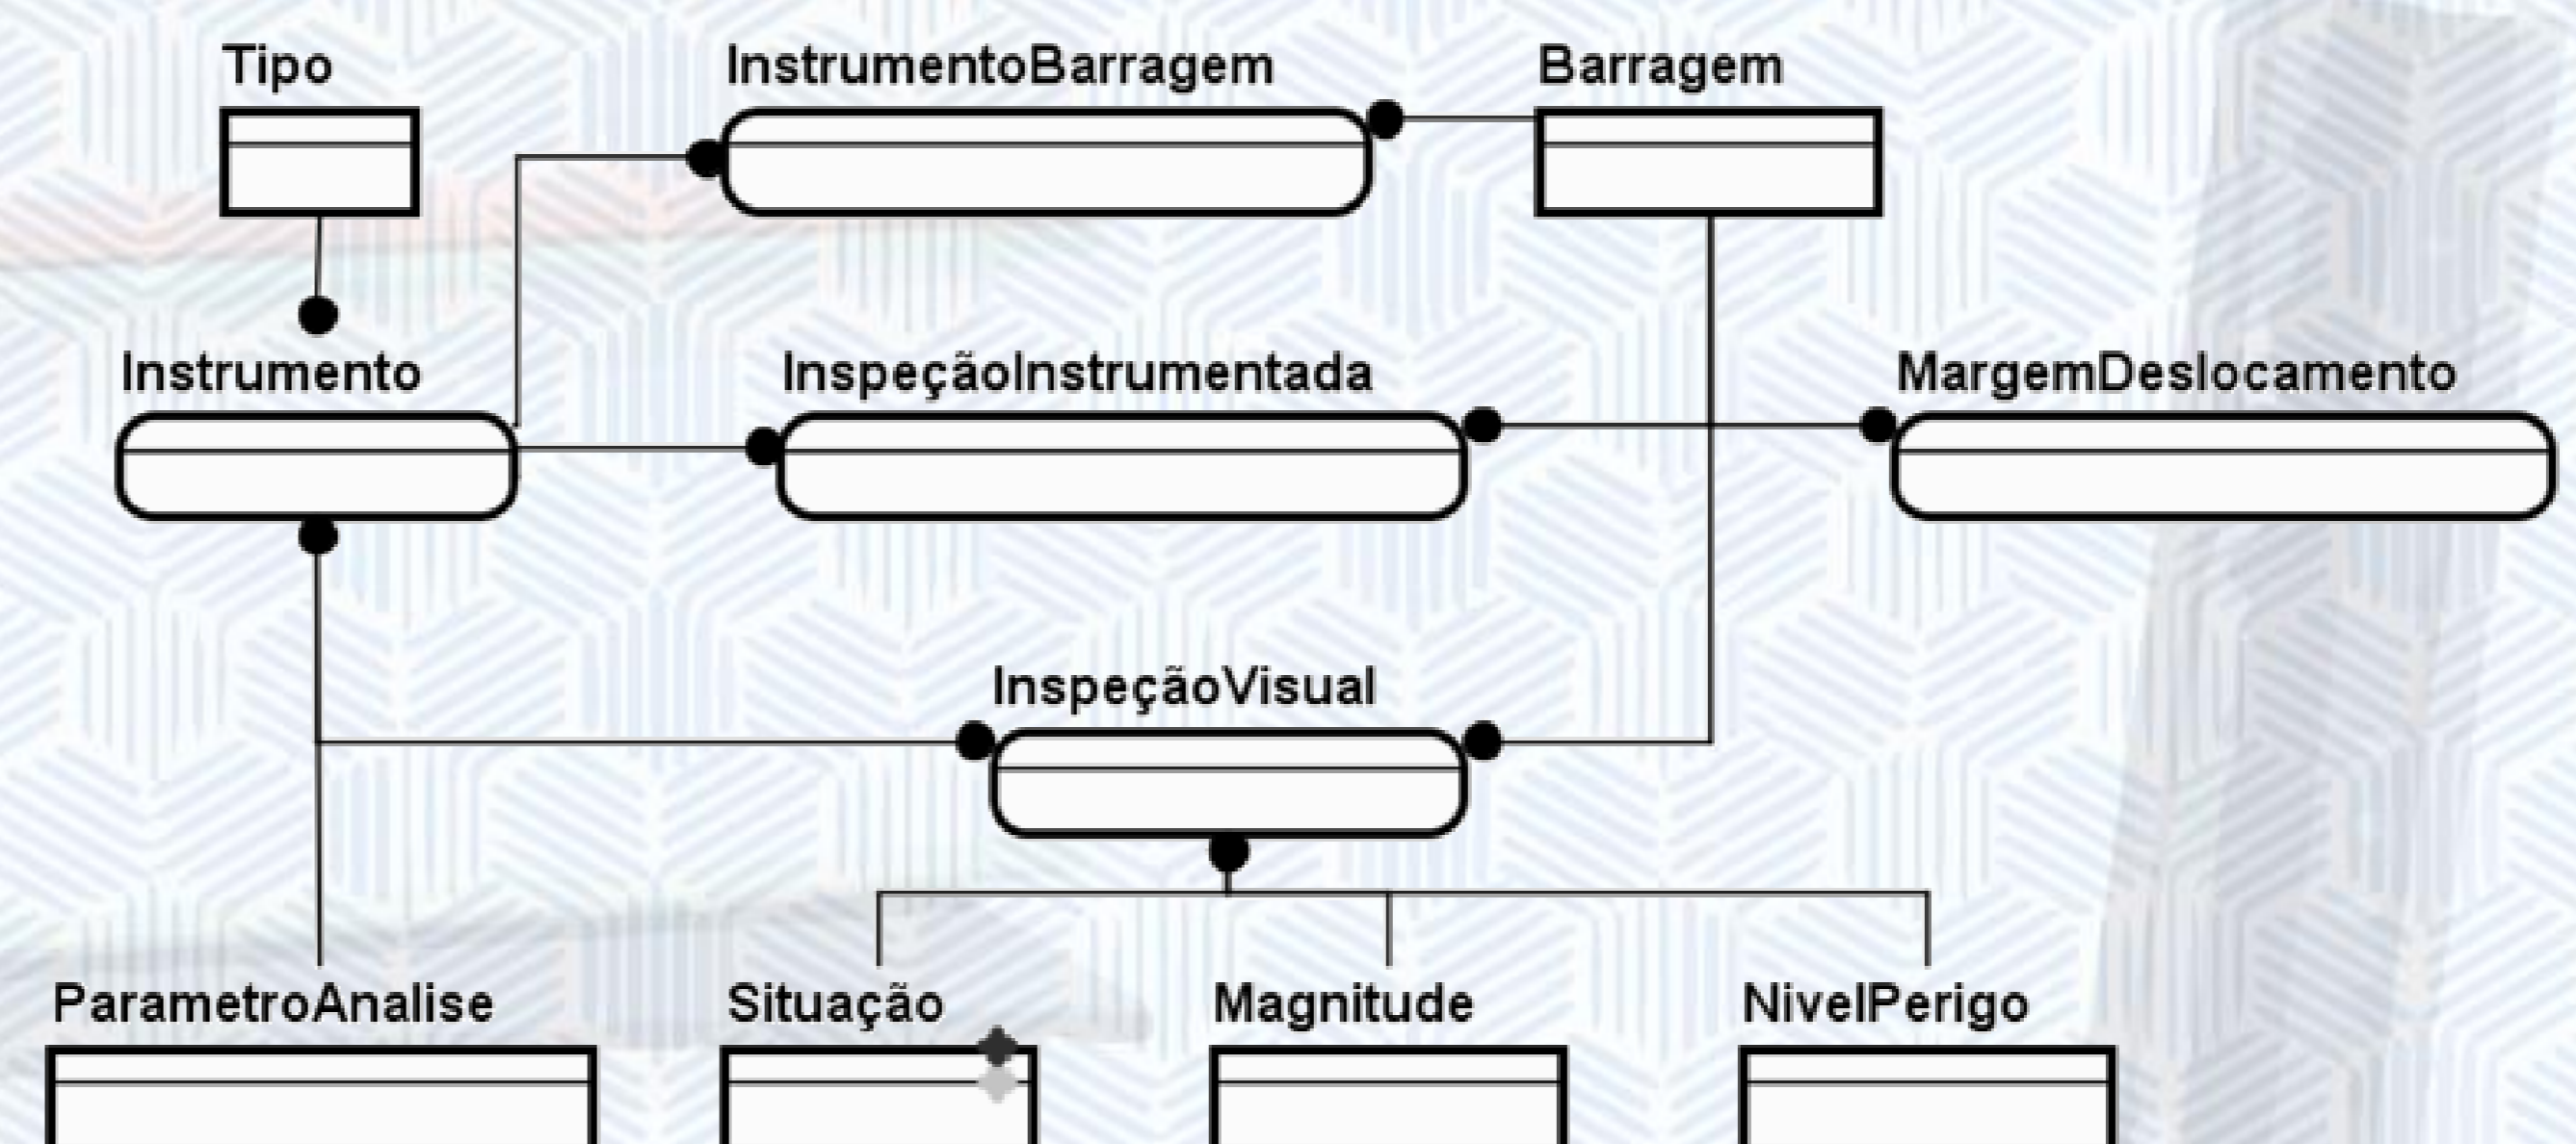 Tipo
InstrumentoBarragem
Barragem
Instrumento
InspeçãoInstrumentada
MargemDeslocamento
InspeçãoVisual
ParametroAnalise
Situação
Magnitude
NivelPerigo